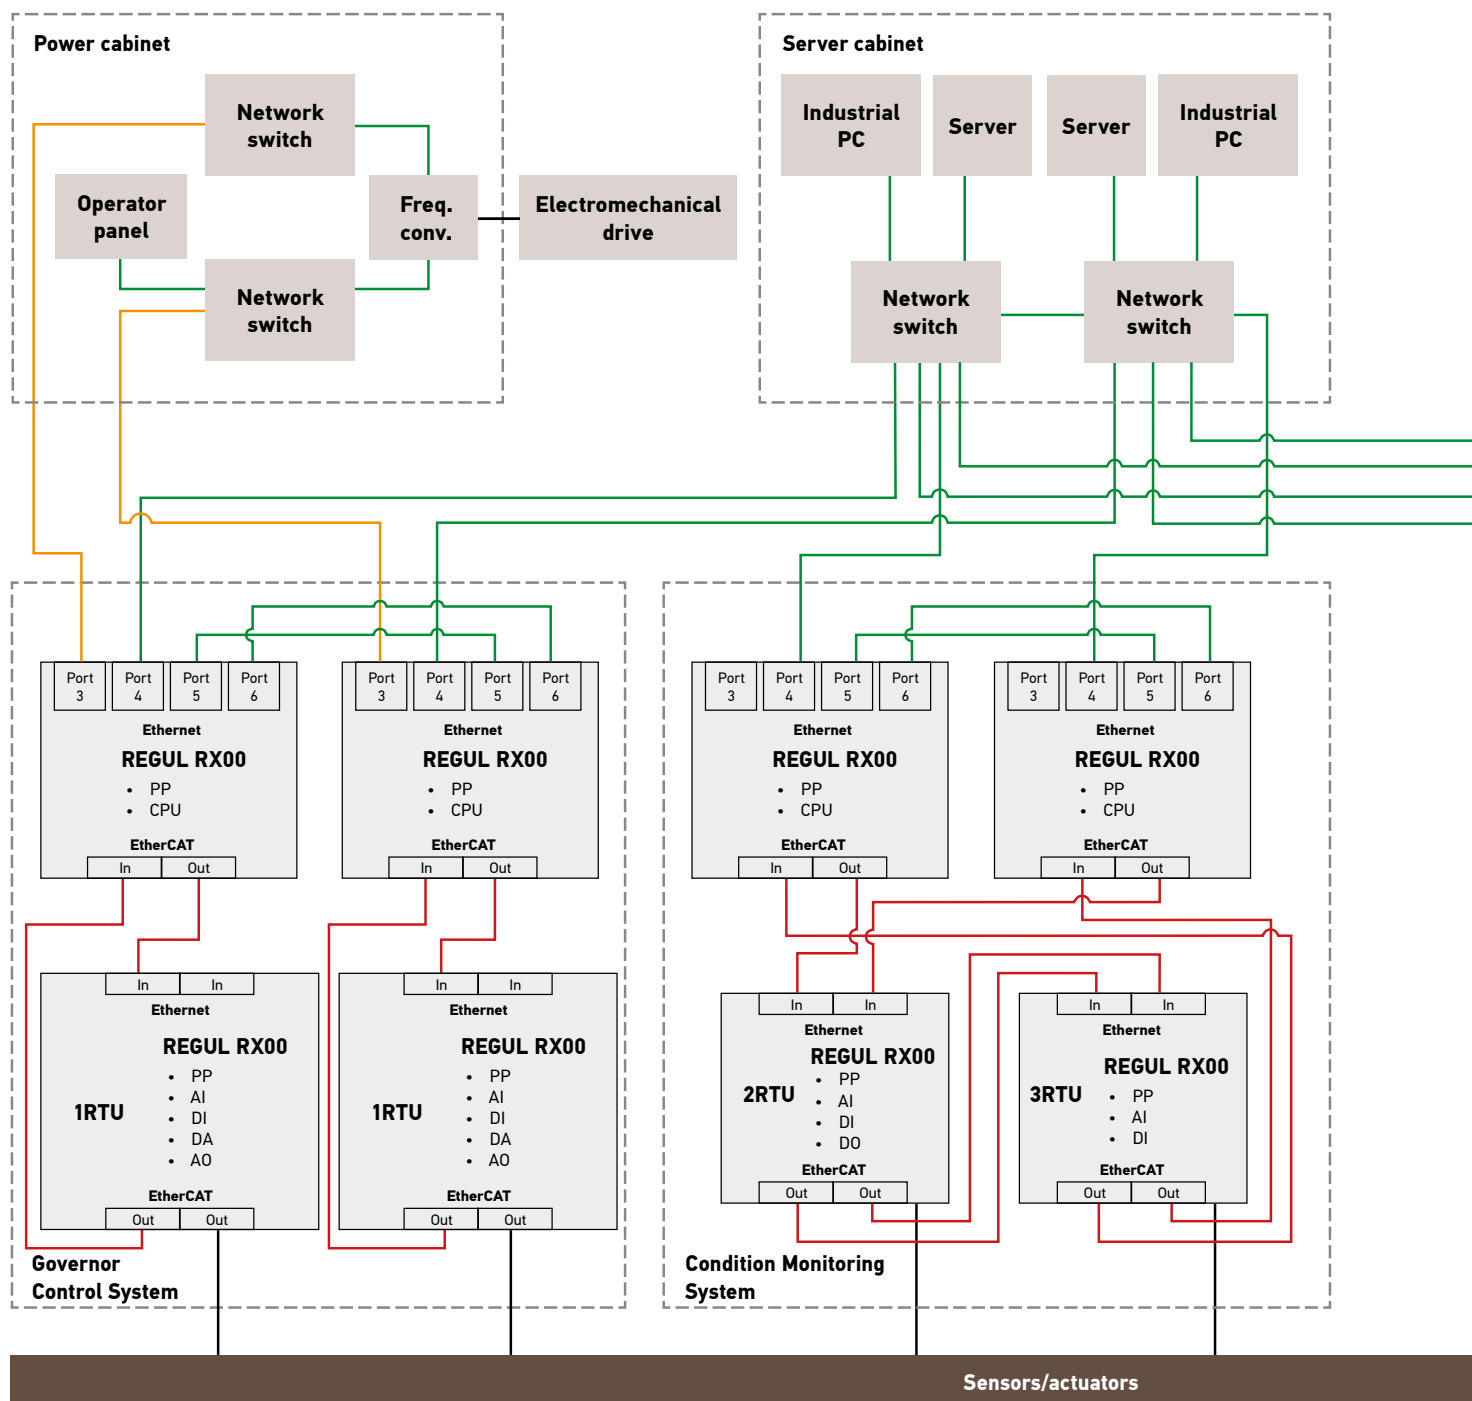 Power cabinet
Network
switch
Operator
panel
Freq.
conv.
Electromechanical
drive
Network
switch
Server cabinet
Industrial
PC
Server
Server
Industrial
PC
Network
switch
Network
switch
Port
3
Port
4
Port
5
Port
6
Ethernet
REGUL RX00
• PP
• CPU
EtherCAT
In
Out
Port
3
Port
4
Port
5
Port
6
Ethernet
REGUL RX00
• PP
• CPU
EtherCAT
In
Out
In
In
Ethernet
REGUL RX00
1RTU
• PP
• AI
• DI
• DA
• AO
EtherCAT
Out
Out
In
In
Ethernet
REGUL RX00
1RTU
• PP
• AI
• DI
• DA
• AO
EtherCAT
Out
Out
Governor
Control System
Port
3
Port
4
Port
5
Port
6
Ethernet
REGUL RX00
• PP
• CPU
EtherCAT
In
Out
Port
3
Port
4
Port
5
Port
6
Ethernet
REGUL RX00
• PP
• CPU
EtherCAT
In
Out
In
In
Ethernet
REGUL RX00
2RTU
• PP
• AI
• DI
• DO
EtherCAT
Out
Out
In
In
Ethernet
REGUL RX00
3RTU
• PP
• AI
• DI
EtherCAT
Out
Out
Condition Monitoring
System
Sensors/actuators